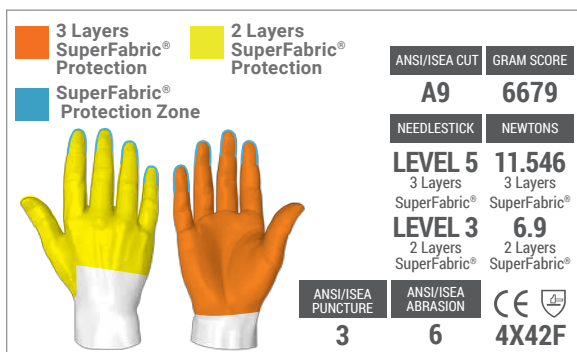 3 Layers
SuperFabric®
Protection
2 Layers
SuperFabric®
Protection
SuperFabric®
Protection Zone
ANSI/ISEA CUT
GRAM SCORE
A9
6679
NEEDLESTICK
NEWTONS
LEVEL 5
11.546
3 Layers
SuperFabric®
3 Layers
SuperFabric®
LEVEL 3
6.9
2 Layers
SuperFabric®
2 Layers
SuperFabric®
ANSI/ISEA
PUNCTURE
ANSI/ISEA
ABRASION
CE
3
6
4X42F